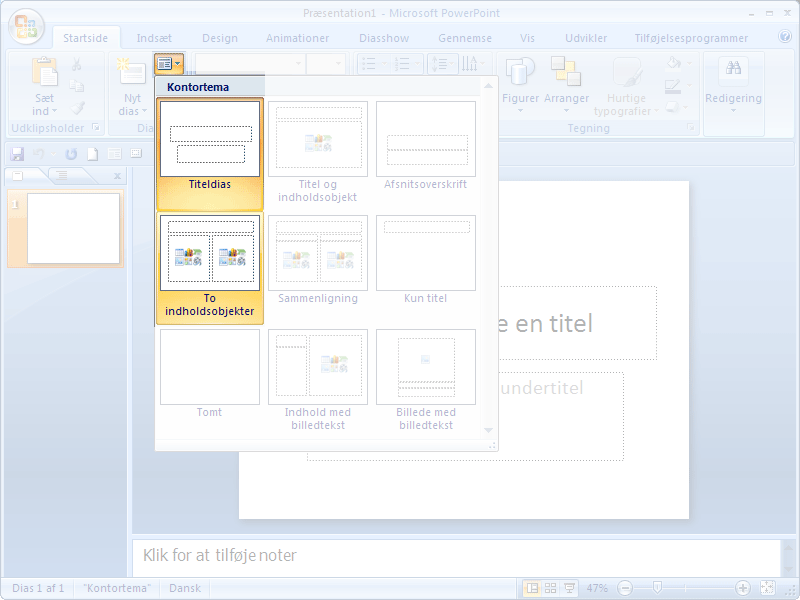 Præsentation1 - Microsoft PowerPoint
Startside Indsæt Design Animationer Diasshow Gennemse Vis Udvikler Tilføjelsesprogrammer
Sæt
ind
Udklipsholder
Nyt
dias
Dia
Figurer
Arranger
Hurtige
typografier
Tegning
Redigering
Kontortema
Titeldias
Titel og
indholdsobjekt
Afsnitsoverskrift
To
indholdsobjekter
Sammenligning
Kun titel
Tomt
Indhold med
billedtekst
Billede med
billedtekst
1
e en titel
undertitel
Klik for at tilføje noter
Dias 1 af 1 "Kontortema" Dansk 47%